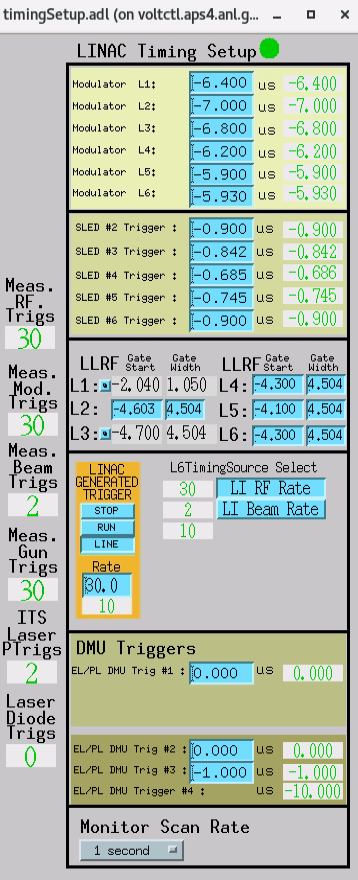 timingSetup.adl (on voltctl.aps4.anl.g...
LINAC Timing Setup
Modulator L1: -6.400 us -6.400
Modulator L2: -7.000 us -7.000
Modulator L3: -6.800 us -6.800
Modulator L4: -6.200 us -6.200
Modulator L5: -5.900 us -5.900
Modulator L6: -5.930 us -5.930
SLED #2 Trigger : -0.900 us -0.900
SLED #3 Trigger : -0.842 us -0.842
SLED #4 Trigger : -0.685 us -0.686
SLED #5 Trigger : -0.745 us -0.745
SLED #6 Trigger : -0.900 us -0.900
Meas.
RF.
Trigs
30
Meas.
Mod.
Trigs
30
Meas.
Beam
Trigs
2
Meas.
Gun
Trigs
30
ITS
Laser
PTrigs
2
Laser
Diode
Trigs
0
LLRF Gate Start Gate Width LLRF Gate Start Gate Width
L1: -2.040 1.050 L4: -4.300 4.504
L2: -4.603 4.504 L5: -4.100 4.504
L3: -4.700 4.504 L6: -4.300 4.504
LINAC
GENERATED
TRIGGER
STOP
RUN
LINE
Rate
30.0
10
L6TimingSource Select
30 LI RF Rate
2 LI Beam Rate
10
DMU Triggers
EL/PL DMU Trig #1 : 0.000 us 0.000
EL/PL DMU Trig #2 : 0.000 us 0.000
EL/PL DMU Trig #3 : -1.000 us -1.000
EL/PL DMU Trigger #4 : us -10.000
Monitor Scan Rate
1 second